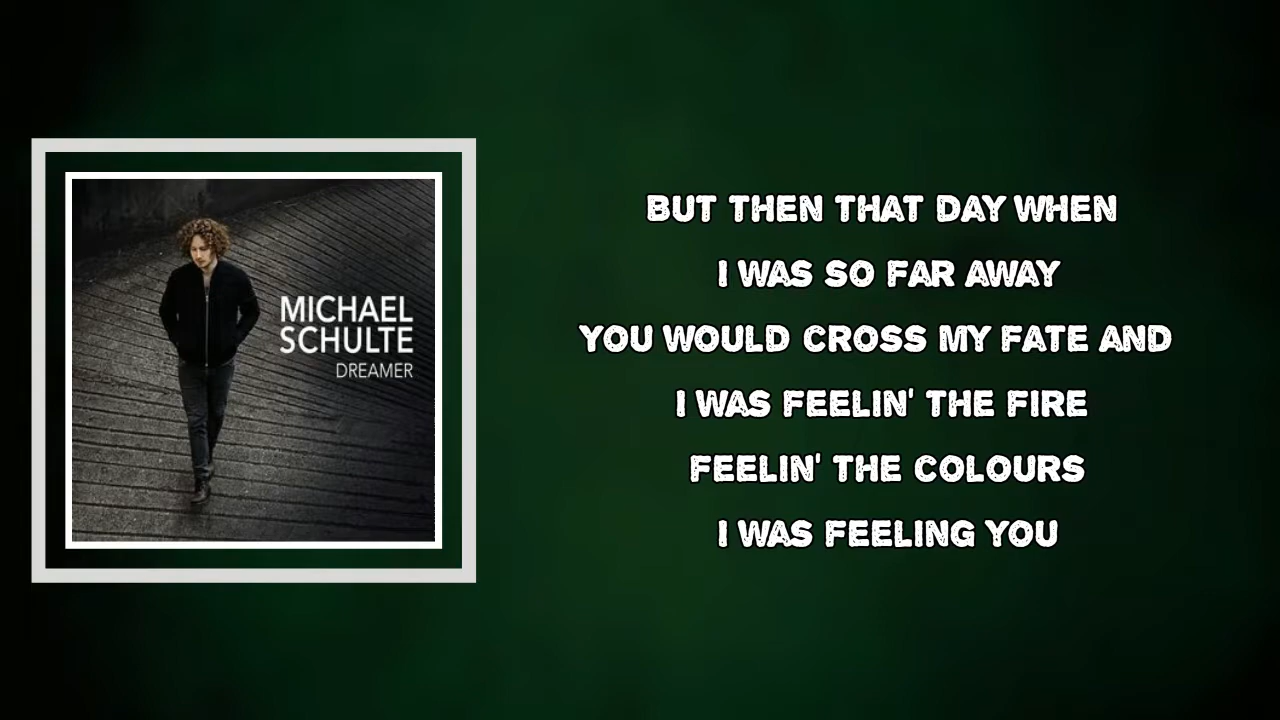 MICHAEL
SCHULTE
DREAMER
BUT THEN THAT DAY WHEN
I WAS SO FAR AWAY
YOU WOULD CROSS MY FATE AND
I WAS FEELIN' THE FIRE
FEELIN' THE COLOURS
I WAS FEELING YOU